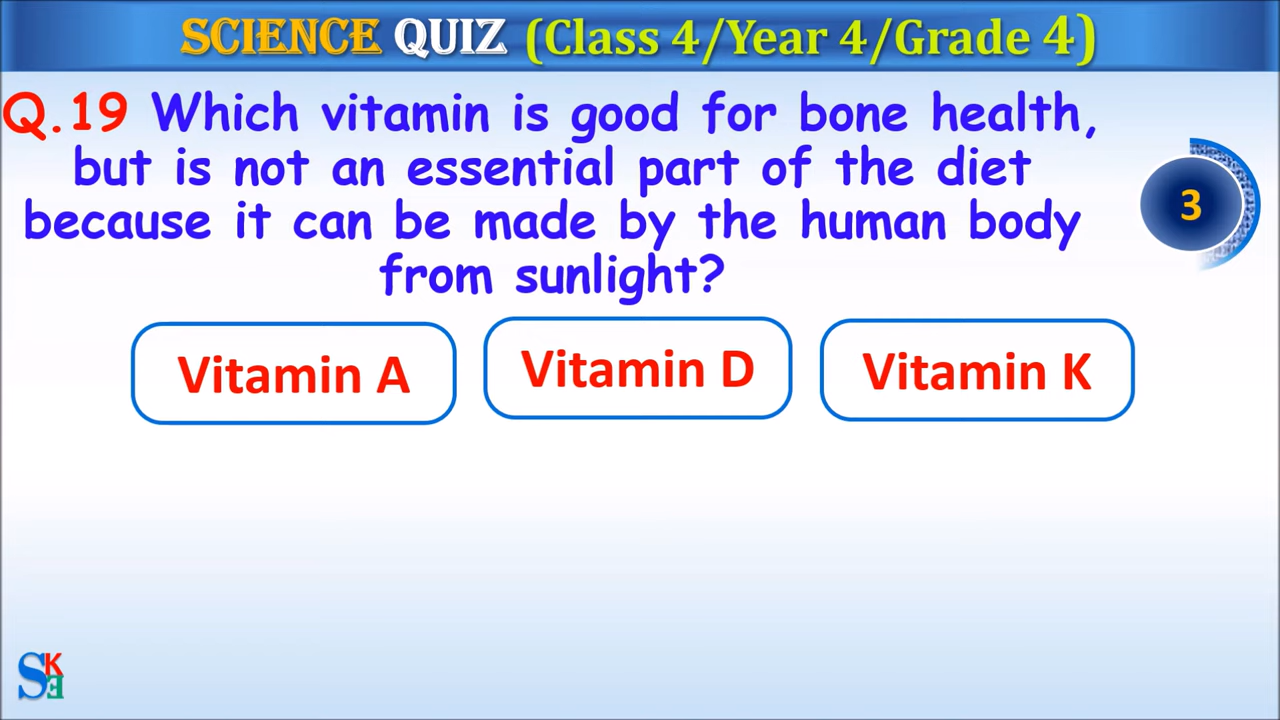 SCIENCE QUIZ (Class 4/Year 4/Grade 4)
Q.19 Which vitamin is good for bone health,
but is not an essential part of the diet
because it can be made by the human body
from sunlight?
3
Vitamin A
Vitamin D
Vitamin K
SKE